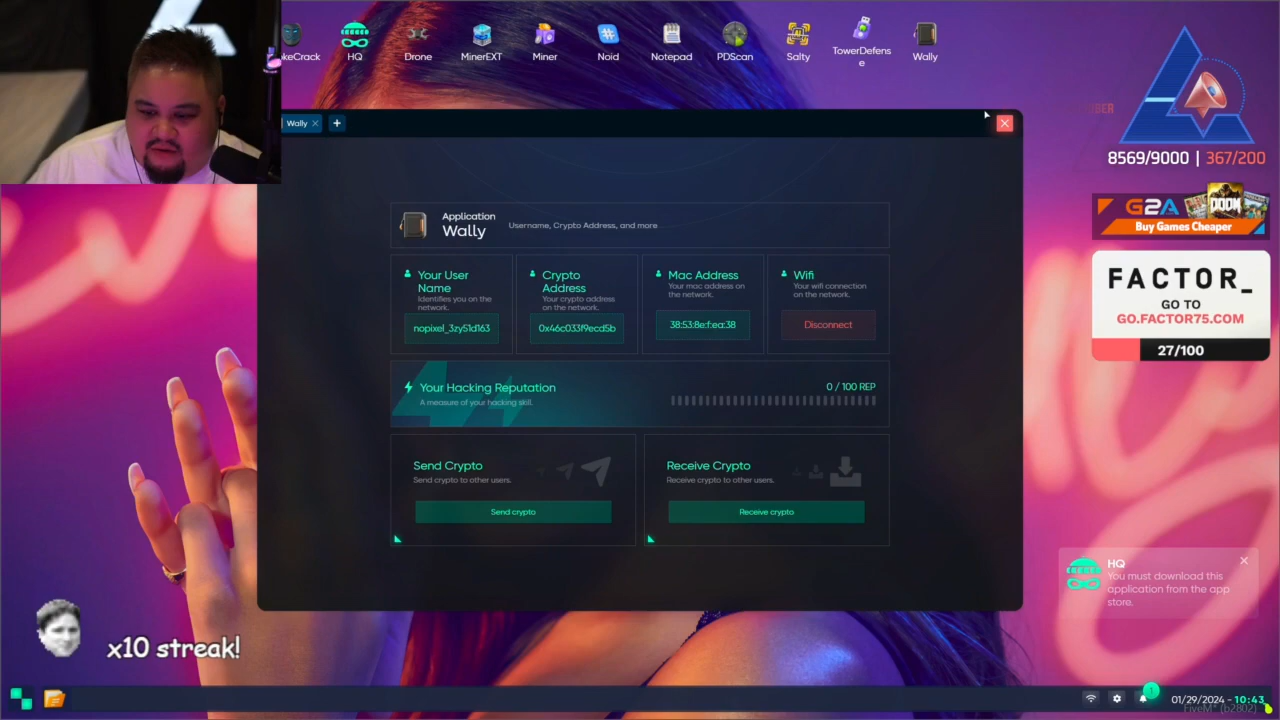 keCrack
HQ
Drone
MinerEXT
Miner
Noid
Notepad
PDScan
Salty
TowerDefens
e
Wally
Wally
8569/9000 | 367/200
G2A
DOOM
Buy Games Cheaper
FACTOR_
GO TO
GO.FACTOR75.COM
27/100
Application
Wally
Username, Crypto Address, and more
Your User
Name
Identifies you on the
network.
nopixel_3zy51d163
Crypto
Address
Your crypto address
on the network.
0x46c033f9ecd5b
Mac Address
Your mac address on
the network.
38:53:8e:f:ea:38
Wifi
Your wifi connection
on the network.
Disconnect
Your Hacking Reputation
A measure of your hacking skill.
0 / 100 REP
Send Crypto
Send crypto to other users.
Send crypto
Receive Crypto
Receive crypto to other users.
Receive crypto
HQ
You must download this
application from the app
store.
x10 streak!
1
01/29/2024 - 10:43
FiveM* (b2802)